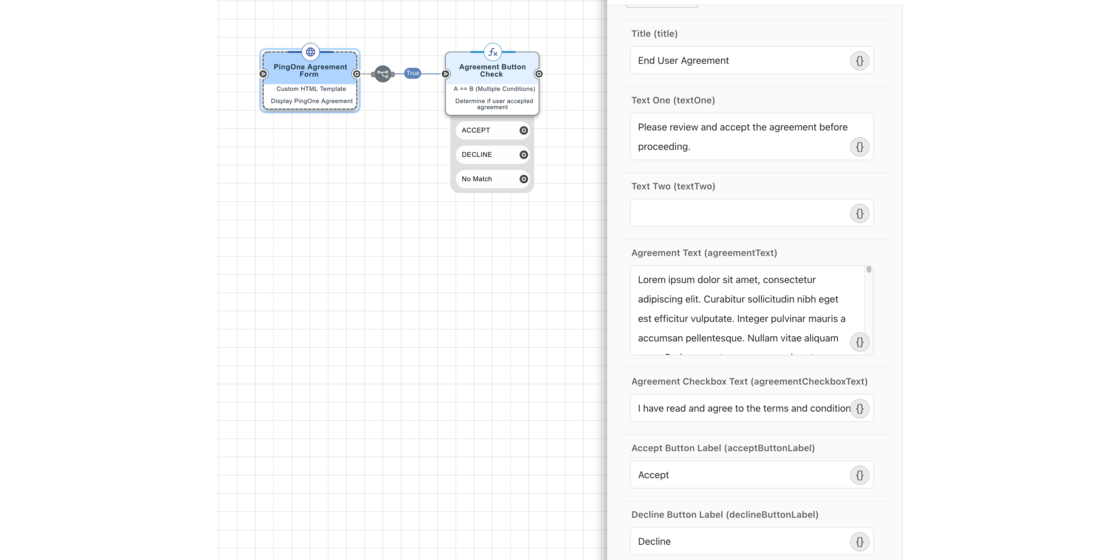 PingOne Agreement
Form
Custom HTML Template
Display PingOne Agreement
True
Agreement Button
Check
A == B (Multiple Conditions)
Determine if user accepted
agreement
ACCEPT
DECLINE
No Match
Title (title)
End User Agreement
{}
Text One (textOne)
Please review and accept the agreement before
proceeding.
{}
Text Two (textTwo)
{}
Agreement Text (agreementText)
Lorem ipsum dolor sit amet, consectetur
adipiscing elit. Curabitur sollicitudin nibh eget
est efficitur vulputate. Integer pulvinar mauris a
accumsan pellentesque. Nullam vitae aliquam
{}
Agreement Checkbox Text (agreementCheckboxText)
I have read and agree to the terms and condition
{}
Accept Button Label (acceptButtonLabel)
Accept
{}
Decline Button Label (declineButtonLabel)
Decline
{}